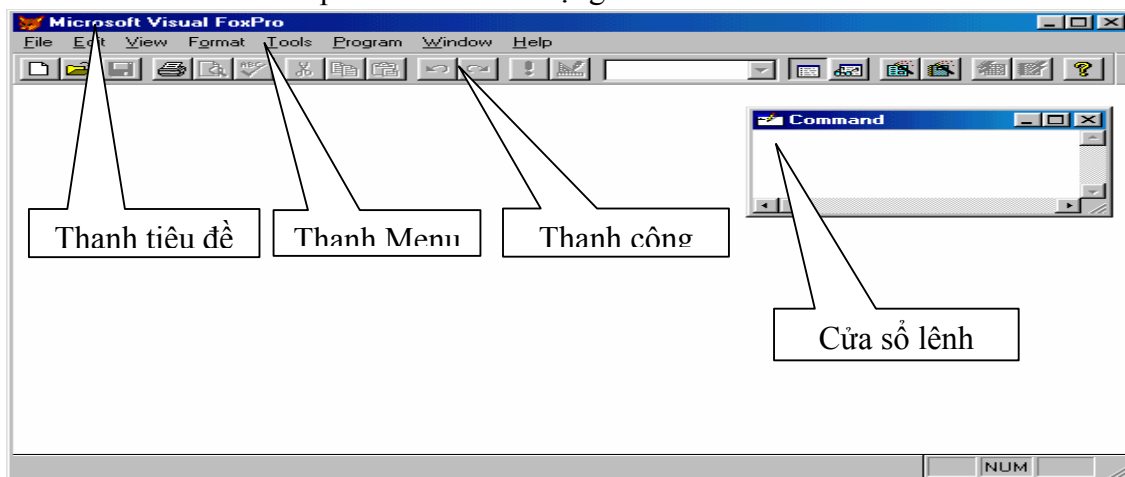 Microsoft Visual FoxPro
File Edit View Format Tools Program Window Help
Command
Thanh tiêu đề
Thanh Menu
Thanh công
Cửa sổ lênh
NUM